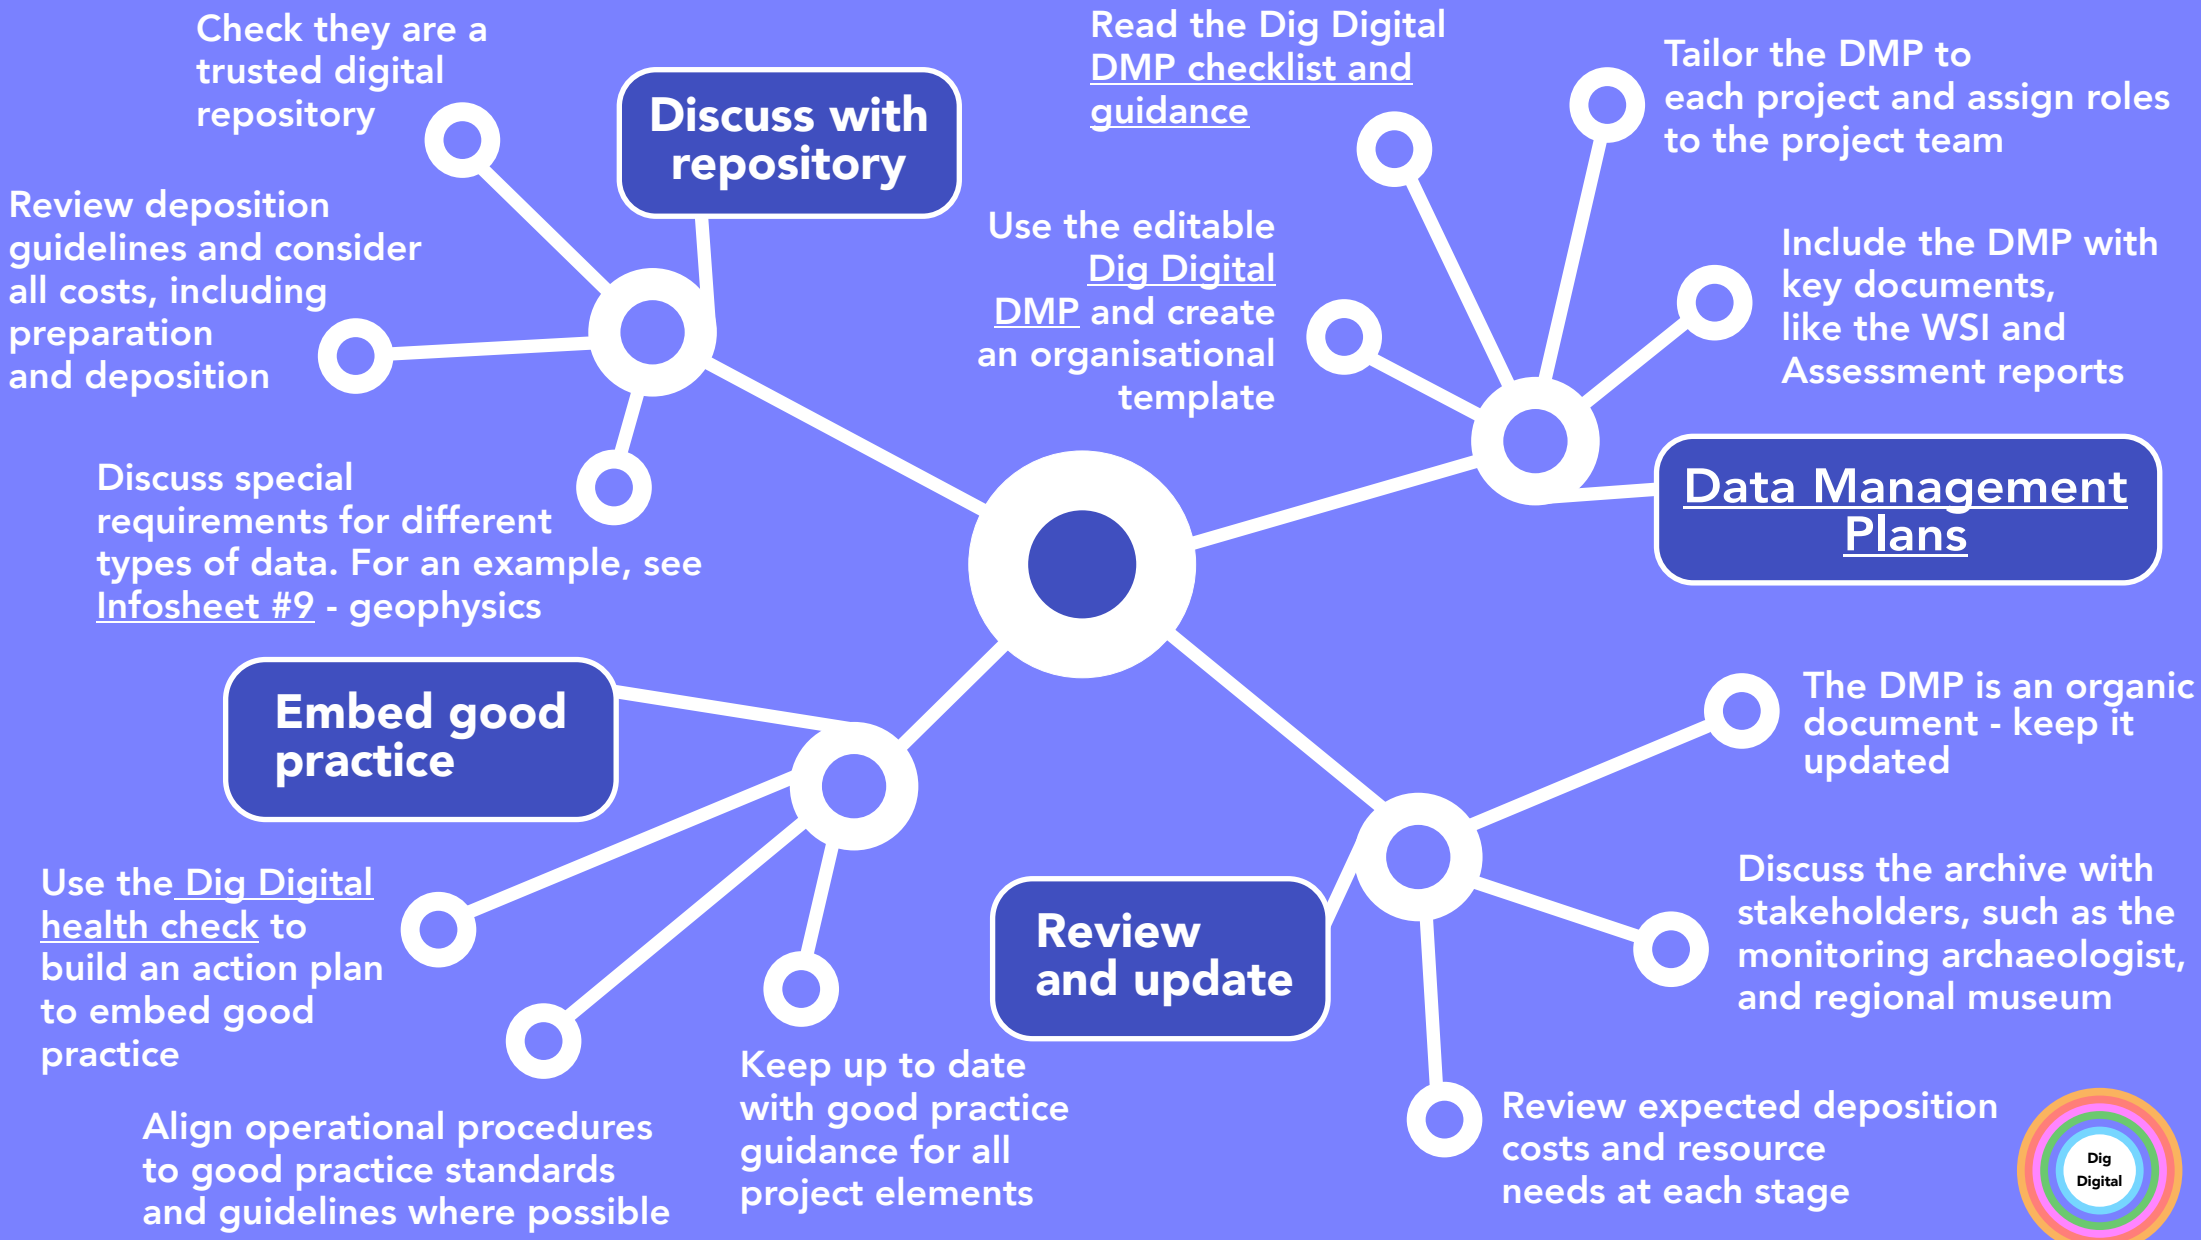 Check they are a
trusted digital
repository
Discuss with
repository
Review deposition
guidelines and consider
all costs, including
preparation
and deposition
Discuss special
requirements for different
types of data. For an example, see
Infosheet #9 - geophysics
Read the Dig Digital
DMP checklist and
guidance
Tailor the DMP to
each project and assign roles
to the project team
Use the editable
Dig Digital
DMP and create
an organisational
template
Include the DMP with
key documents,
like the WSI and
Assessment reports
Data Management
Plans
Embed good
practice
Use the Dig Digital
health check to
build an action plan
to embed good
practice
Align operational procedures
to good practice standards
and guidelines where possible
Keep up to date
with good practice
guidance for all
project elements
Review
and update
The DMP is an organic
document - keep it
updated
Discuss the archive with
stakeholders, such as the
monitoring archaeologist,
and regional museum
Review expected deposition
costs and resource
needs at each stage
Dig
Digital